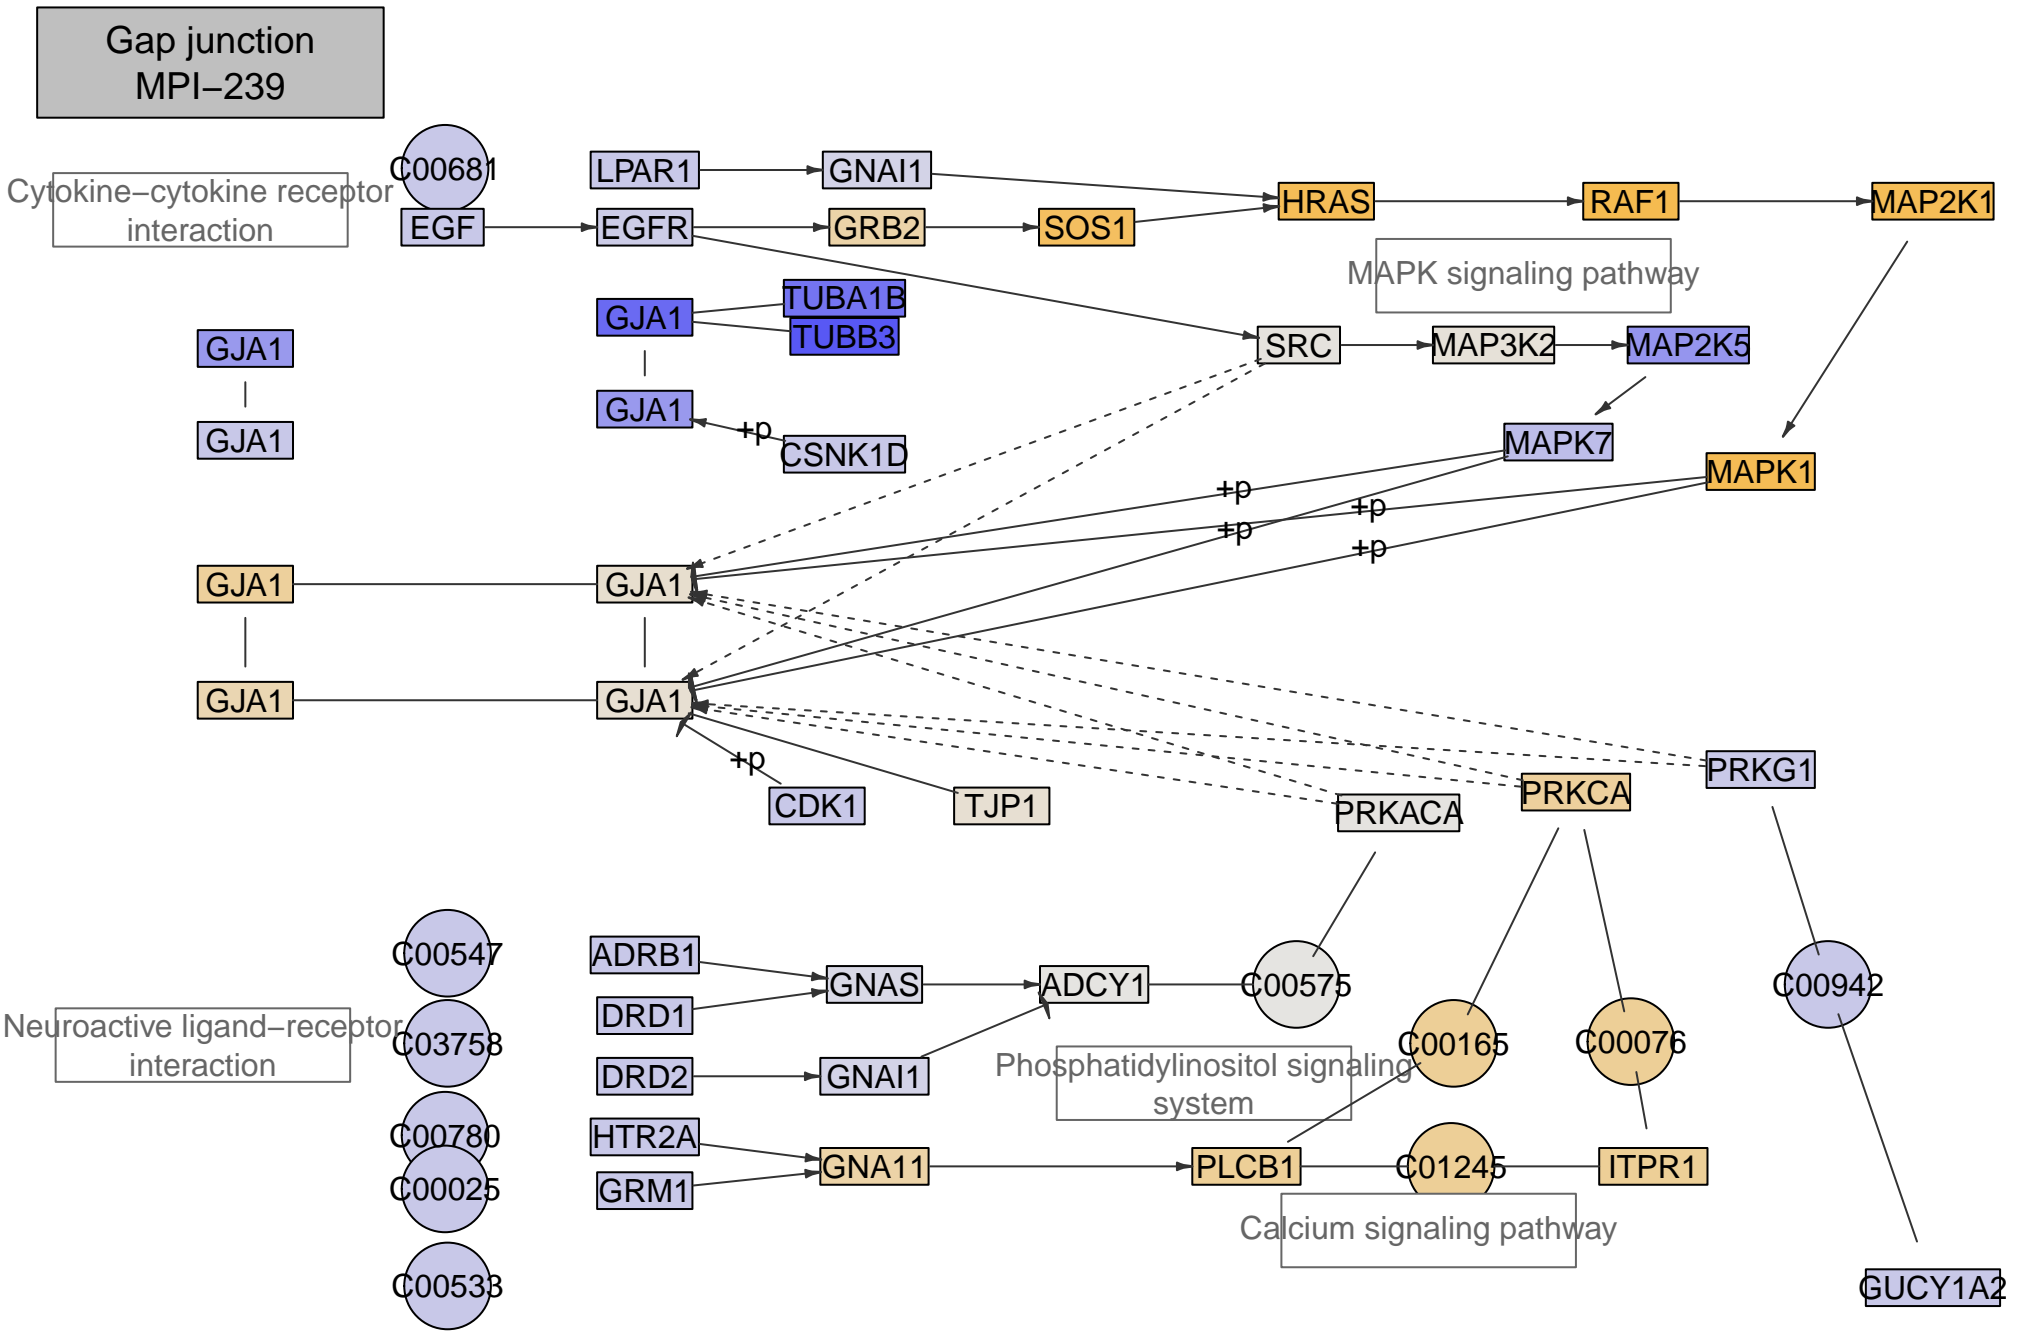 Gap junction
MPI−239
C00681
LPAR1
GNAI1
Cytokine−cytokine receptor
interaction
HRAS
RAF1
MAP2K1
EGF
EGFR
GRB2
SOS1
MAPK signaling pathway
TUBA1B
GJA1
TUBB3
GJA1
SRC
MAP3K2
MAP2K5
GJA1
+p
CSNK1D
GJA1
MAPK7
MAPK1
+p
+p
+p
+p
GJA1
GJA1
GJA1
GJA1
+p
CDK1
TJP1
PRKACA
PRKCA
PRKG1
C00547
ADRB1
GNAS
ADCY1
C00575
C00942
DRD1
Neuroactive ligand−receptor
interaction
C03758
C00165
C00076
DRD2
GNAI1
Phosphatidylinositol signaling
system
C00780
HTR2A
GNA11
PLCB1
C01245
ITPR1
C00025
GRM1
Calcium signaling pathway
C00533
GUCY1A2